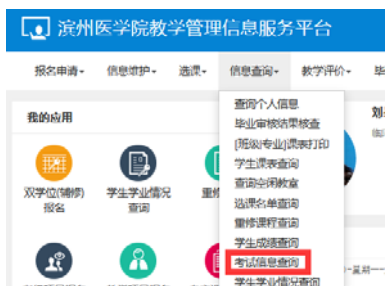 滨州医学院教学管理信息服务平台
报名申请 信息维护 选课 信息查询 教学评价
我的应用
双学位(辅修)
报名
学生学业情况
查询
查询个人信息
毕业审核结果核查
[班级/专业]课表打印
学生课表查询
查询空闲教室
选课名单查询
重修课程查询
学生成绩查询
考试信息查询
学生学业情况查询